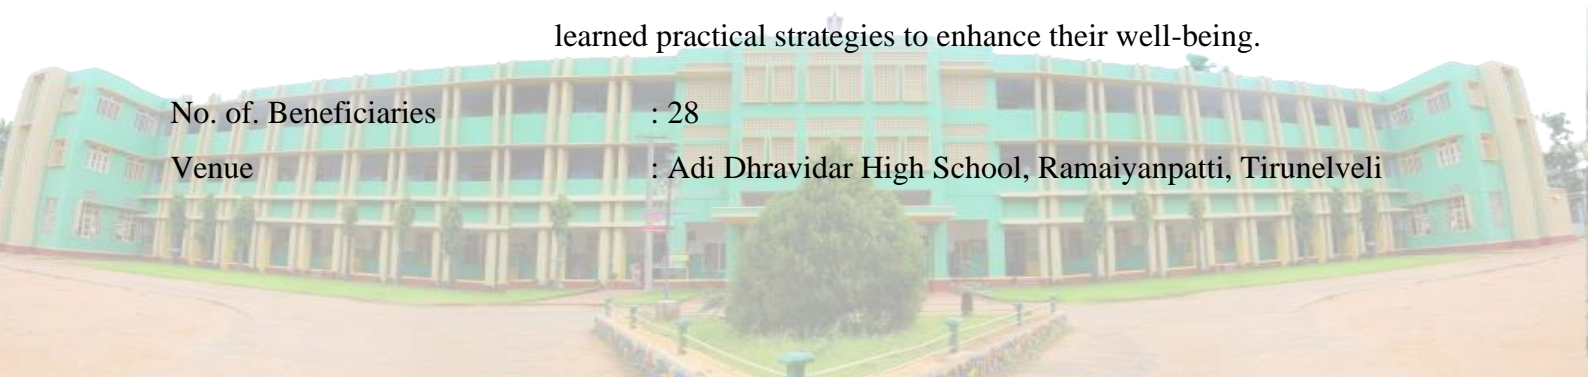 learned practical strategies to enhance their well-being.
No. of. Beneficiaries : 28
Venue : Adi Dhravidar High School, Ramaiyanpatti, Tirunelveli